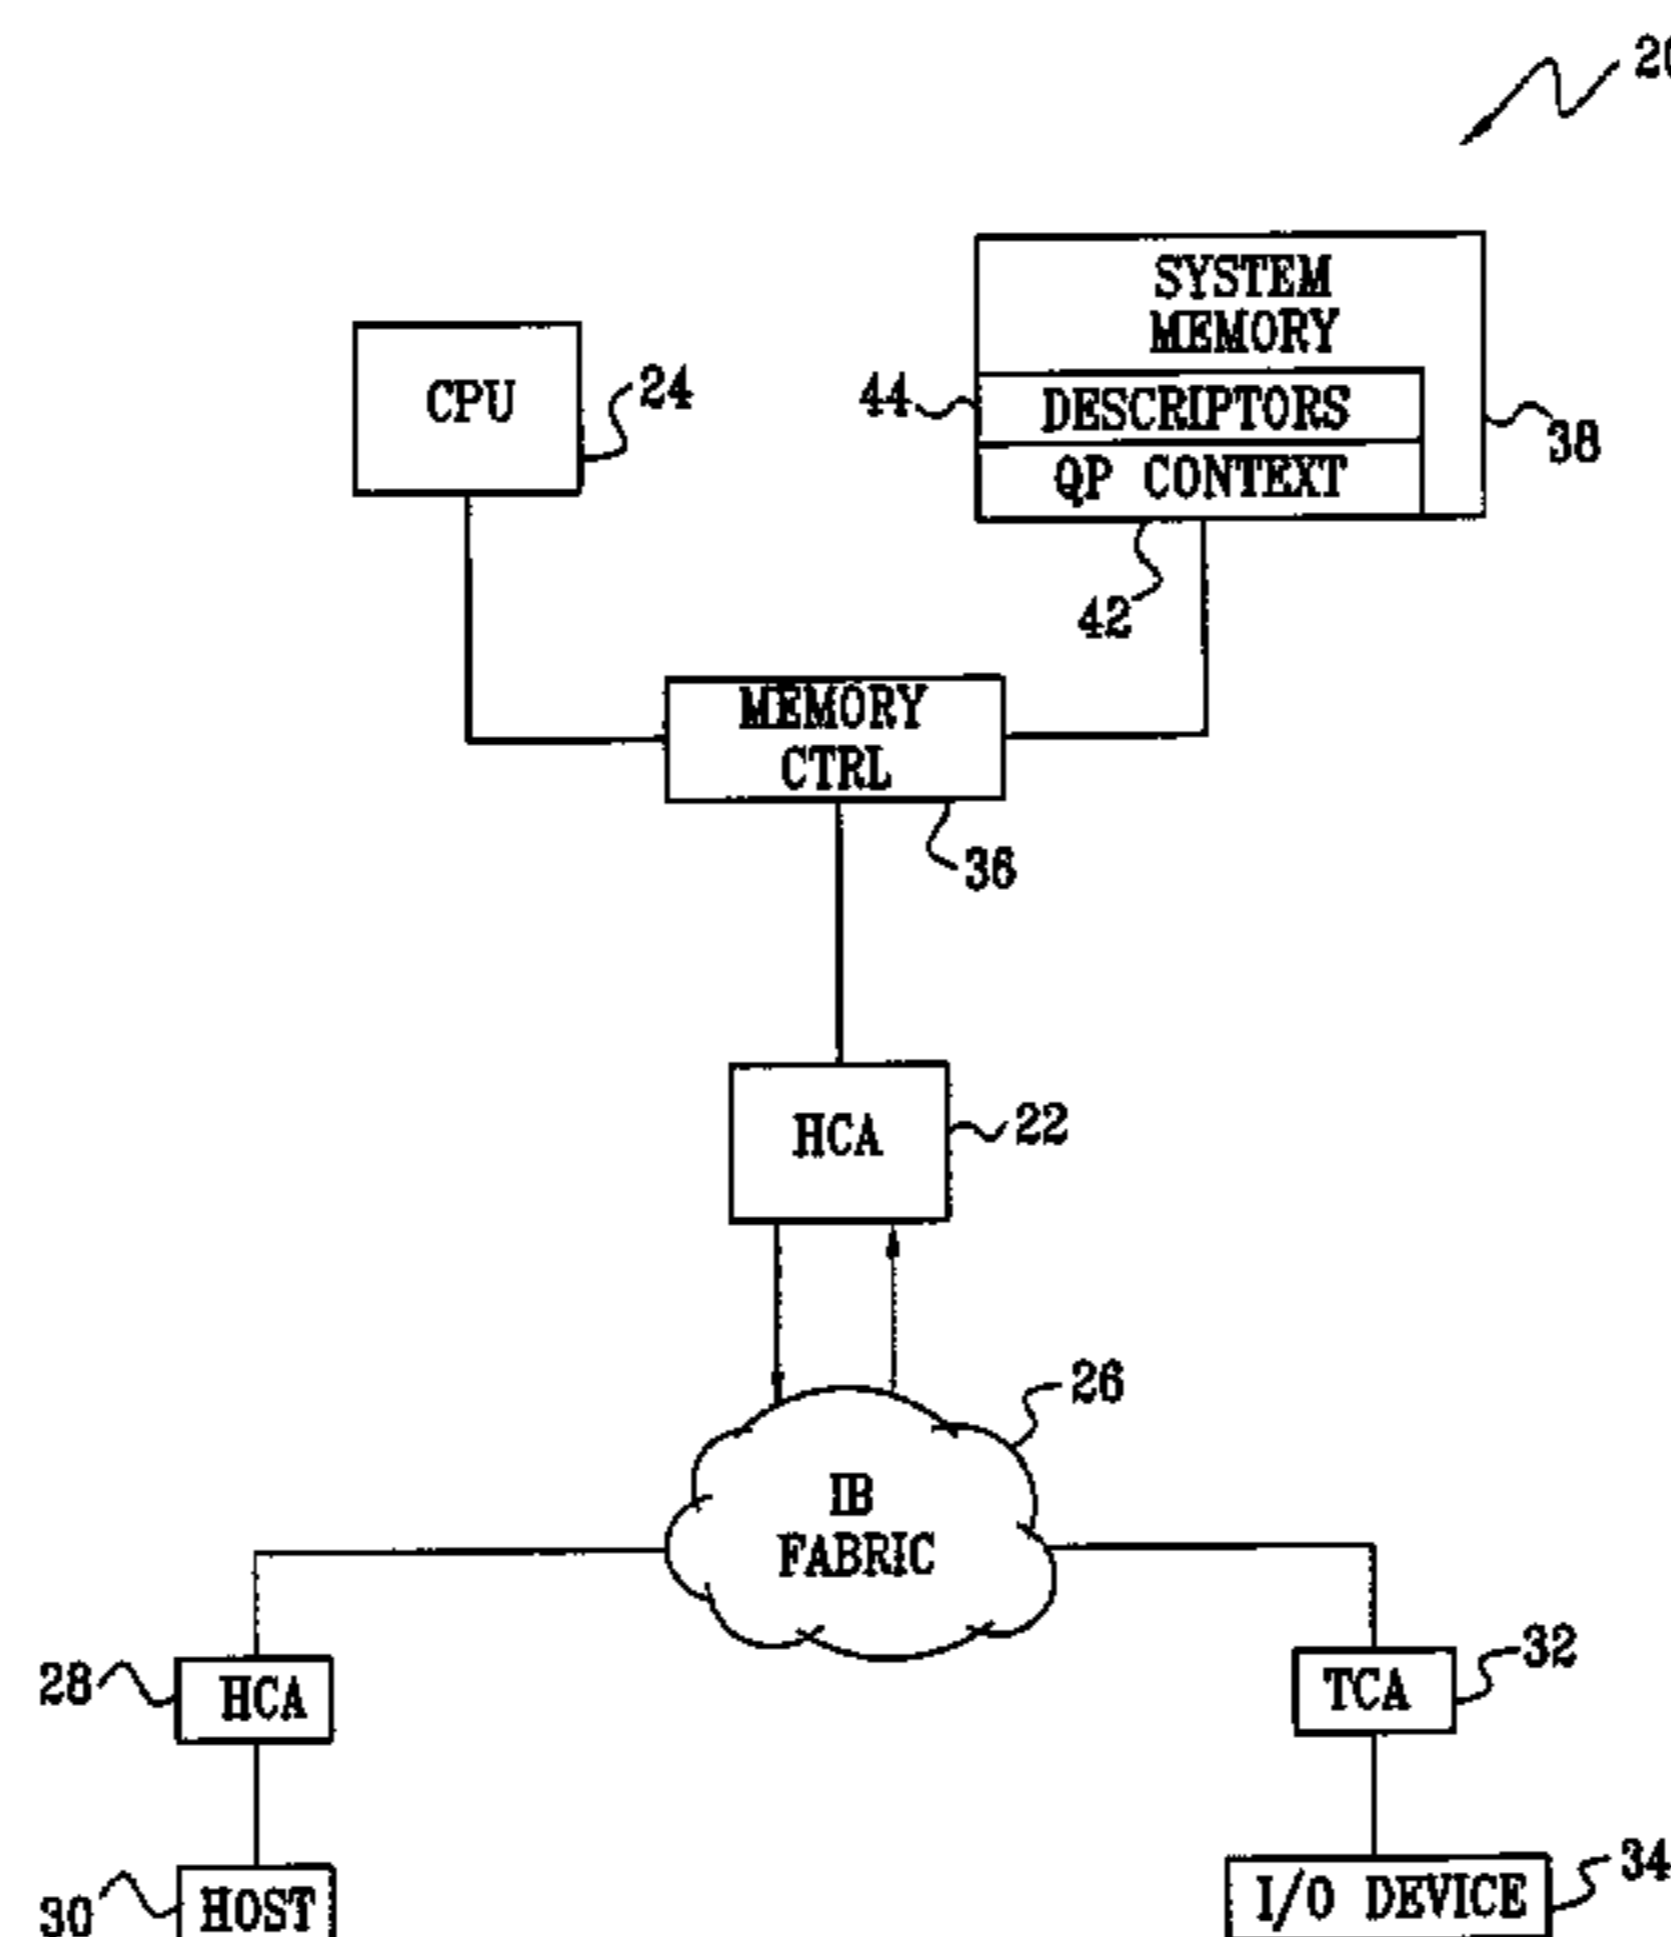 20
SYSTEM
MEMORY
CPU
24
44
DESCRIPTORS
38
QP CONTEXT
42
MEMORY
CTRL
36
HCA
22
26
IB
FABRIC
28
HCA
TCA
32
30
HOST
I/O DEVICE
34